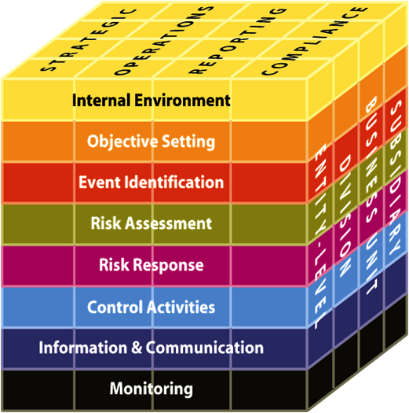 STRATEGIC
OPERATIONS
REPORTING
COMPLIANCE
Internal Environment
Objective Setting
Event Identification
Risk Assessment
Risk Response
Control Activities
Information & Communication
Monitoring
ENTITY-LEVEL
DIVISION
BUSINESS UNIT
SUBSIDIARY